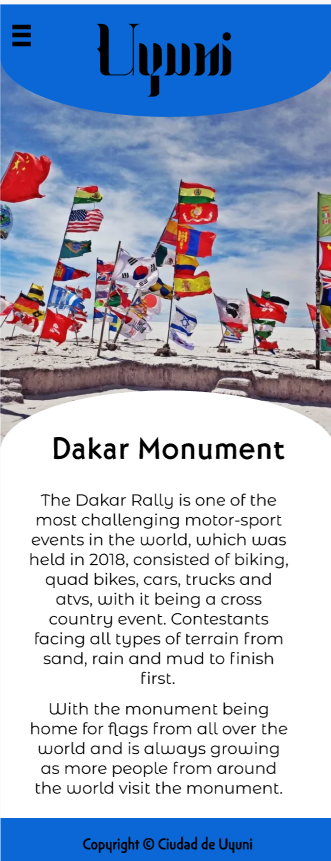 Uyuni
Dakar Monument
The Dakar Rally is one of the
most challenging motor-sport
events in the world, which was
held in 2018, consisted of biking,
quad bikes, cars, trucks and
atvs, with it being a cross
country event. Contestants
facing all types of terrain from
sand, rain and mud to finish
first.
With the monument being
home for flags from all over the
world and is always growing
as more people from around
the world visit the monument.
Copyright © Ciudad de Uyuni